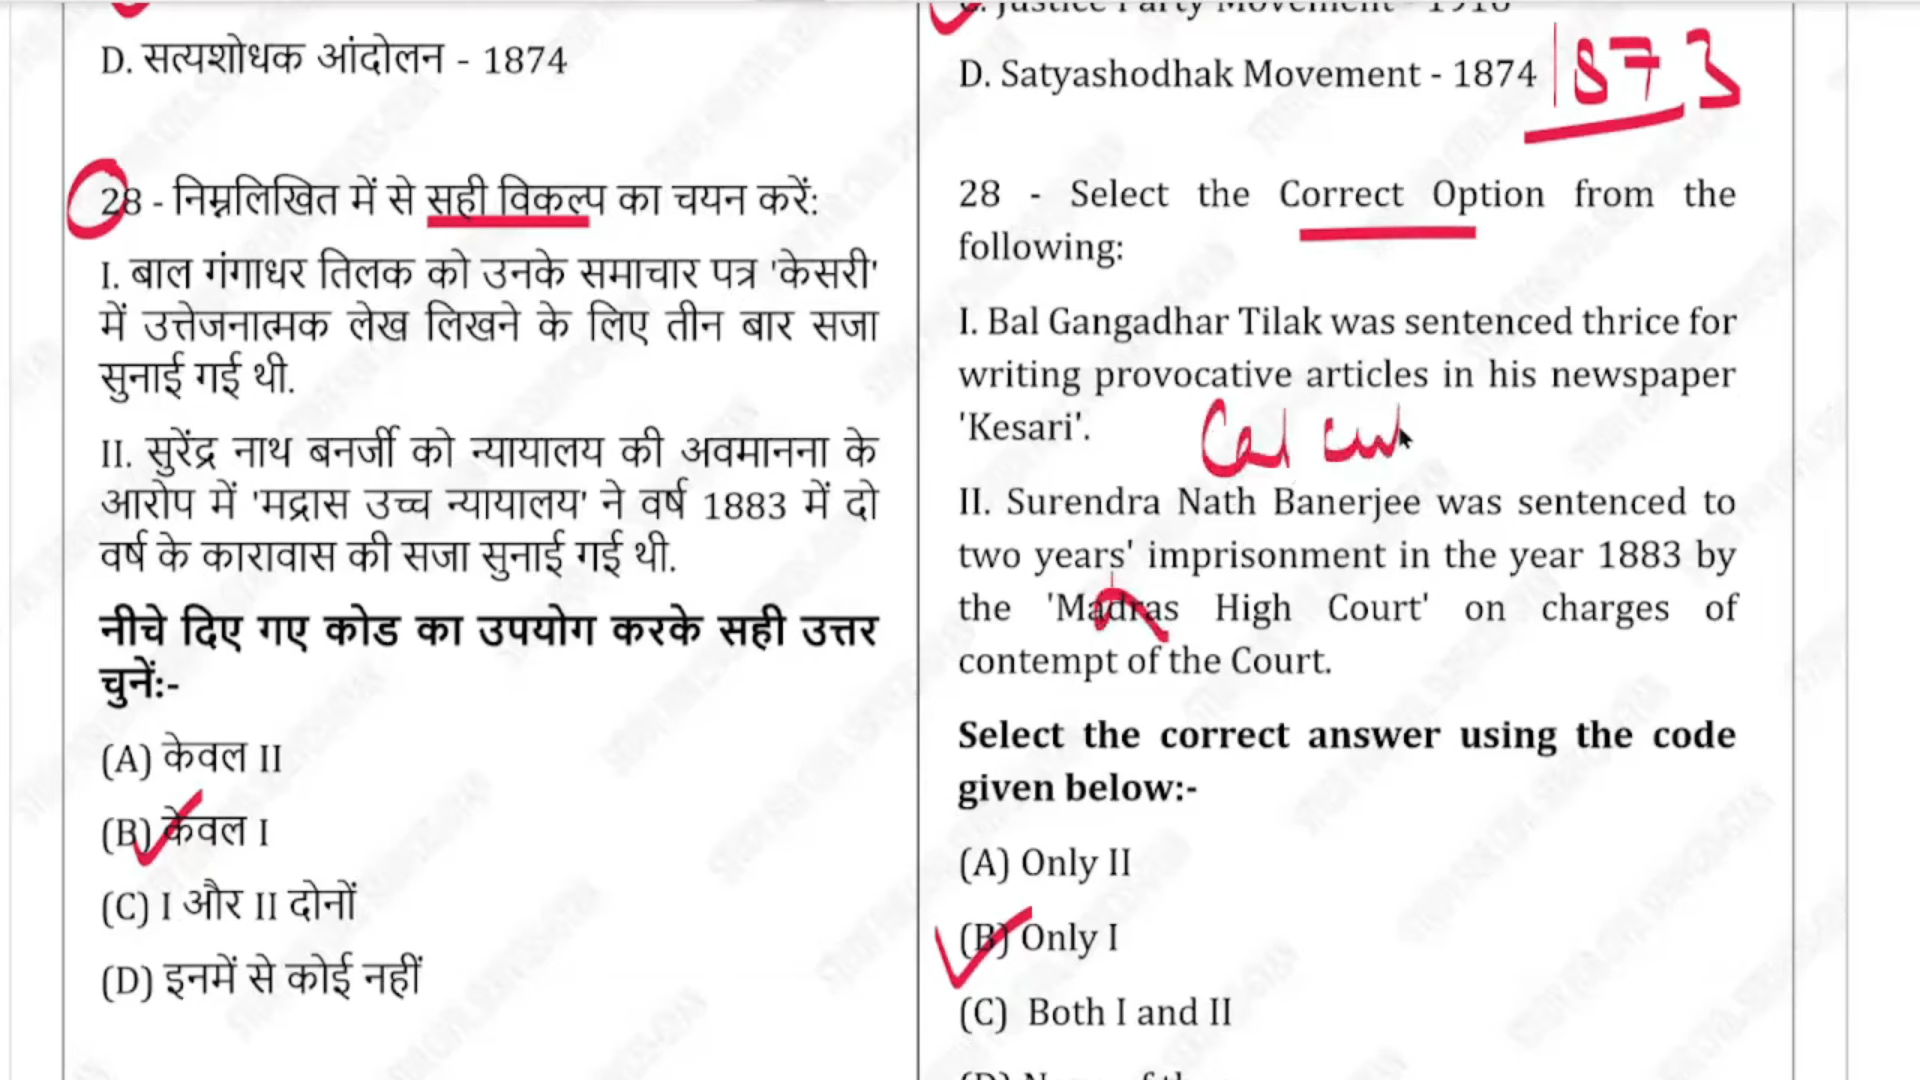 D. सत्यशोधक आंदोलन - 1874
28 - निम्नलिखित में से सही विकल्प का चयन करें:
I. बाल गंगाधर तिलक को उनके समाचार पत्र 'केसरी'
में उत्तेजनात्मक लेख लिखने के लिए तीन बार सजा
सुनाई गई थी.
II. सुरेंद्र नाथ बनर्जी को न्यायालय की अवमानना के
आरोप में 'मद्रास उच्च न्यायालय' ने वर्ष 1883 में दो
वर्ष के कारावास की सजा सुनाई गई थी.
नीचे दिए गए कोड का उपयोग करके सही उत्तर
चुनें:-
(A) केवल II
(B) केवल I
(C) I और II दोनों
(D) इनमें से कोई नहीं
C. Justice Party Movement - 1916
D. Satyashodhak Movement - 1874 1873
28 - Select the Correct Option from the
following:
I. Bal Gangadhar Tilak was sentenced thrice for
writing provocative articles in his newspaper
'Kesari'.
Cal
II. Surendra Nath Banerjee was sentenced to
two years' imprisonment in the year 1883 by
the 'Madras High Court' on charges of
contempt of the Court.
Select the correct answer using the code
given below:-
(A) Only II
(B) Only I
(C) Both I and II